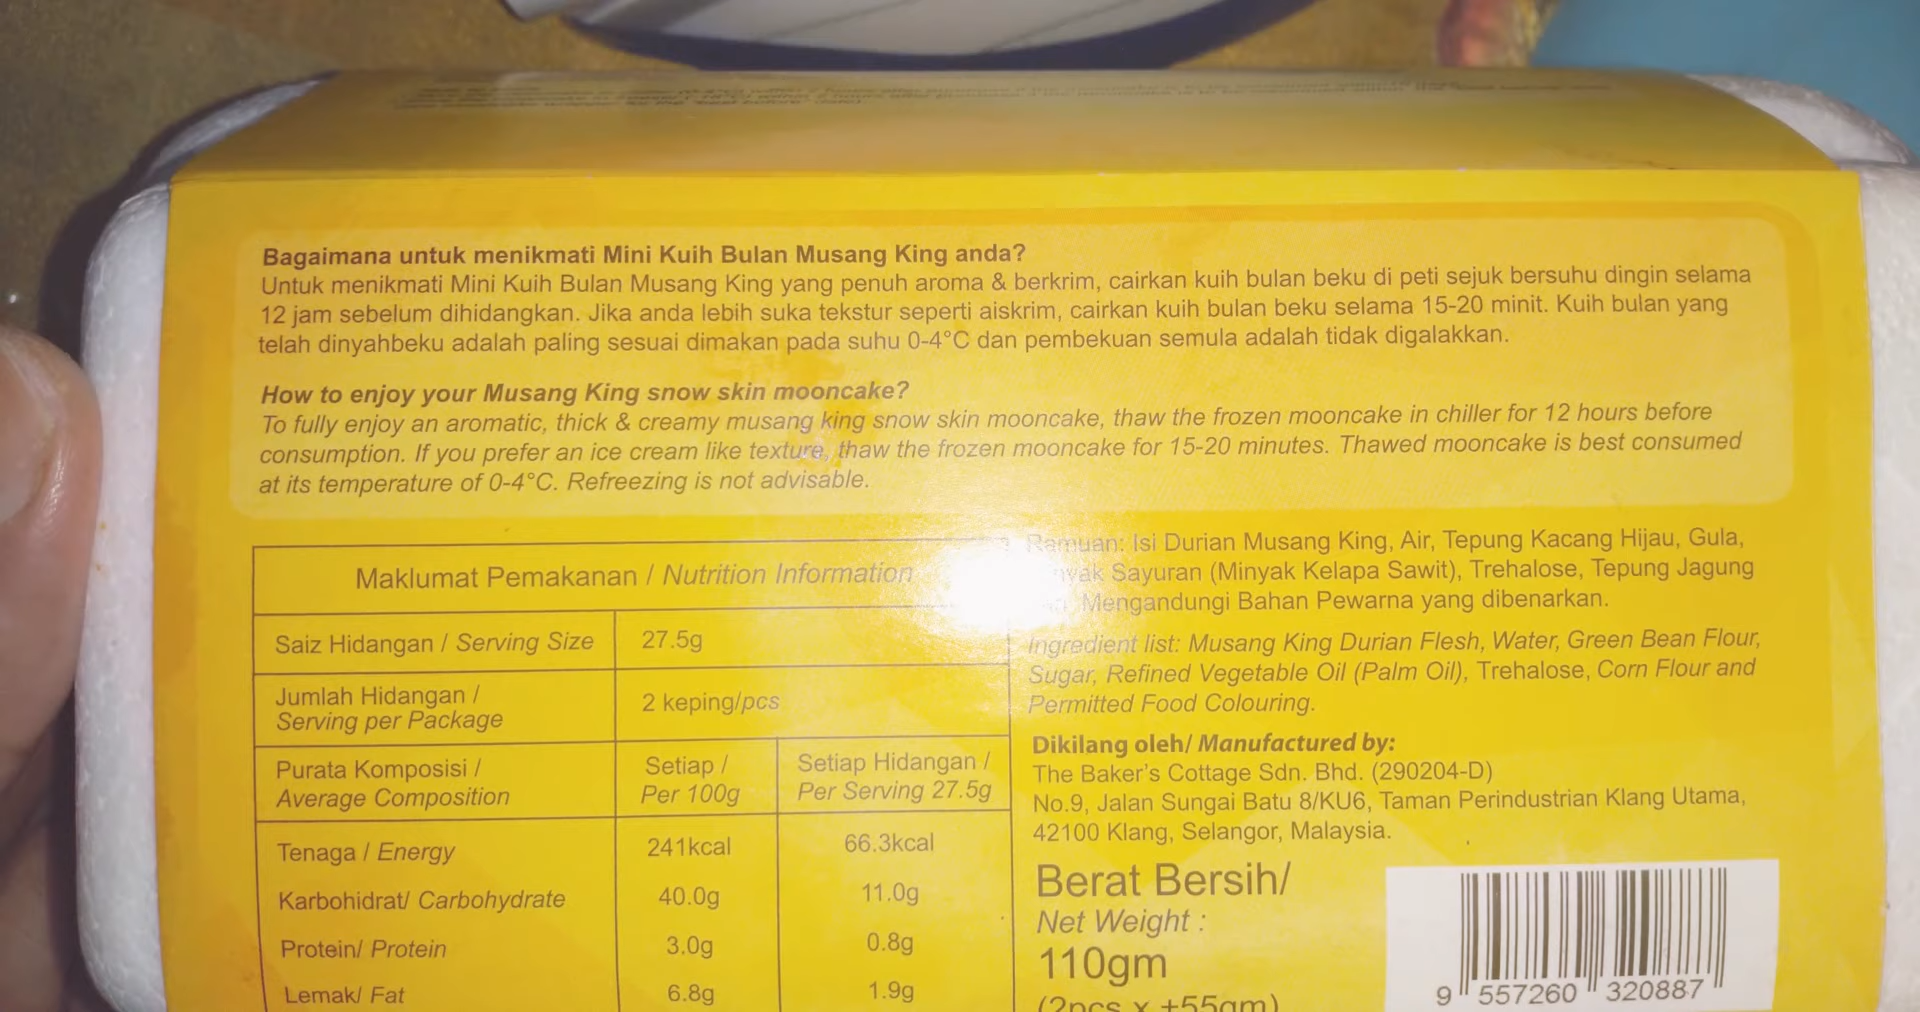 Bagaimana untuk menikmati Mini Kuih Bulan Musang King anda?
Untuk menikmati Mini Kuih Bulan Musang King yang penuh aroma & berkrim, cairkan kuih bulan beku di peti sejuk bersuhu dingin selama
12 jam sebelum dihidangkan. Jika anda lebih suka tekstur seperti aiskrim, cairkan kuih bulan beku selama 15-20 minit. Kuih bulan yang
telah dinyahbeku adalah paling sesuai dimakan pada suhu 0-4°C dan pembekuan semula adalah tidak digalakkan.
How to enjoy your Musang King snow skin mooncake?
To fully enjoy an aromatic, thick & creamy musang king snow skin mooncake, thaw the frozen mooncake in chiller for 12 hours before
consumption. If you prefer an ice cream like texture, thaw the frozen mooncake for 15-20 minutes. Thawed mooncake is best consumed
at its temperature of 0-4°C. Refreezing is not advisable.
Maklumat Pemakanan / Nutrition Information
Saiz Hidangan / Serving Size 27.5g
Jumlah Hidangan /
Serving per Package
2 keping/pcs
Purata Komposisi /
Average Composition
Setiap /
Per 100g
Setiap Hidangan /
Per Serving 27.5g
Tenaga / Energy 241kcal 66.3kcal
Karbohidrat/ Carbohydrate 40.0g 11.0g
Protein/ Protein 3.0g 0.8g
Lemak/ Fat 6.8g 1.9g
Ramuan: Isi Durian Musang King, Air, Tepung Kacang Hijau, Gula,
Sayuran (Minyak Kelapa Sawit), Trehalose, Tepung Jagung
Mengandungi Bahan Pewarna yang dibenarkan.
Ingredient list: Musang King Durian Flesh, Water, Green Bean Flour,
Sugar, Refined Vegetable Oil (Palm Oil), Trehalose, Corn Flour and
Permitted Food Colouring.
Dikilang oleh/ Manufactured by:
The Baker's Cottage Sdn. Bhd. (290204-D)
No.9, Jalan Sungai Batu 8/KU6, Taman Perindustrian Klang Utama,
42100 Klang, Selangor, Malaysia.
Berat Bersih/
Net Weight :
110gm
(2pcs x ±55gm)
9 557260 320887